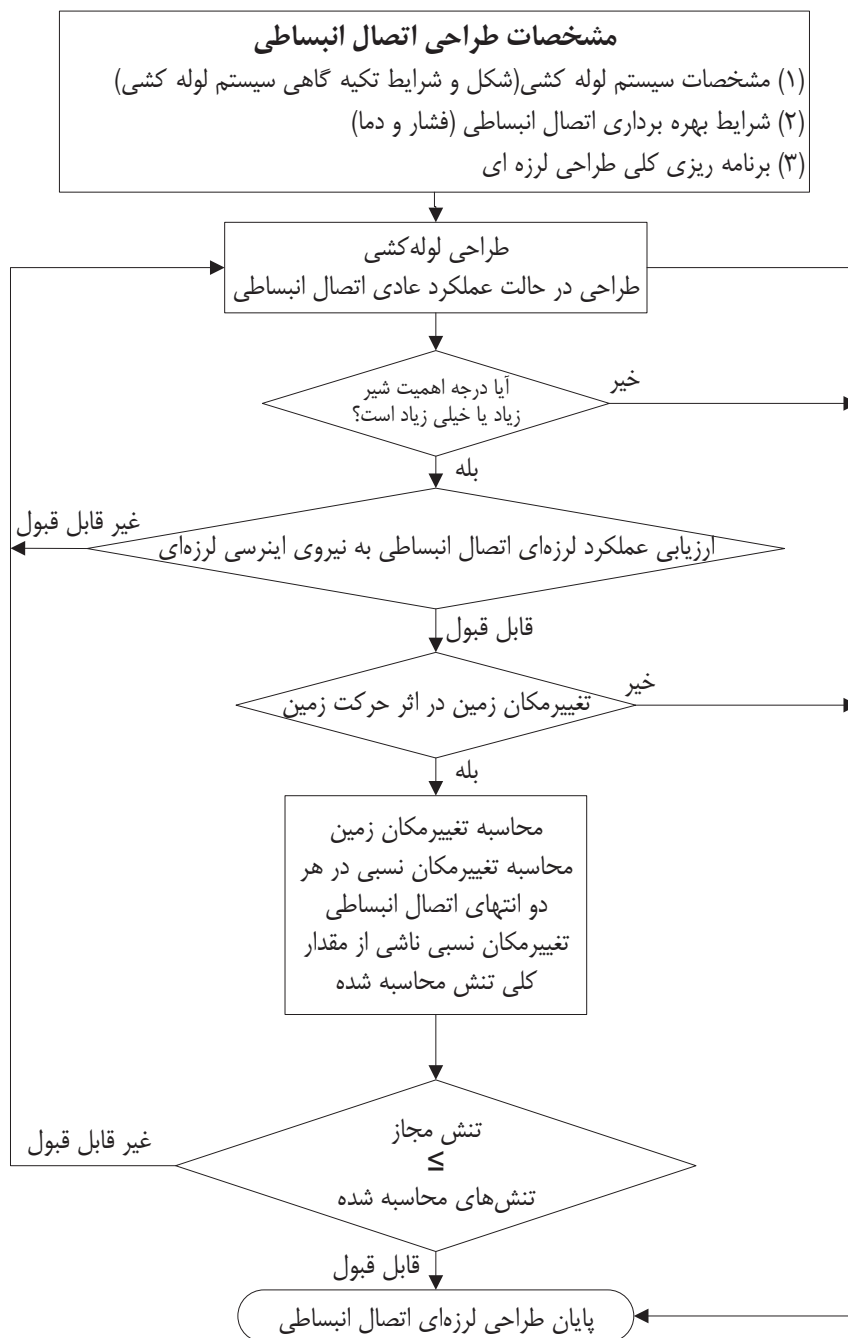 مشخصات طراحی اتصال انبساطی
(۱) مشخصات سیستم لوله کشی(شکل و شرایط تکیه گاهی سیستم لوله کشی)
(۲) شرایط بهره برداری اتصال انبساطی (فشار و دما)
(۳) برنامه ریزی کلی طراحی لرزه ای
طراحی لوله‌کشی
طراحی در حالت عملکرد عادی اتصال انبساطی
آیا درجه اهمیت شیر
زیاد یا خیلی زیاد است؟
خیر
بله
ارزیابی عملکرد لرزه‌ای اتصال انبساطی به نیروی اینرسی لرزه‌ای
غیر قابل قبول
قابل قبول
تغییرمکان زمین در اثر حرکت زمین
خیر
بله
محاسبه تغییرمکان زمین
محاسبه تغییرمکان نسبی در هر
دو انتهای اتصال انبساطی
تغییرمکان نسبی ناشی از مقدار
کلی تنش محاسبه شده
تنش مجاز
≥
تنش‌های محاسبه شده
غیر قابل قبول
قابل قبول
پایان طراحی لرزه‌ای اتصال انبساطی